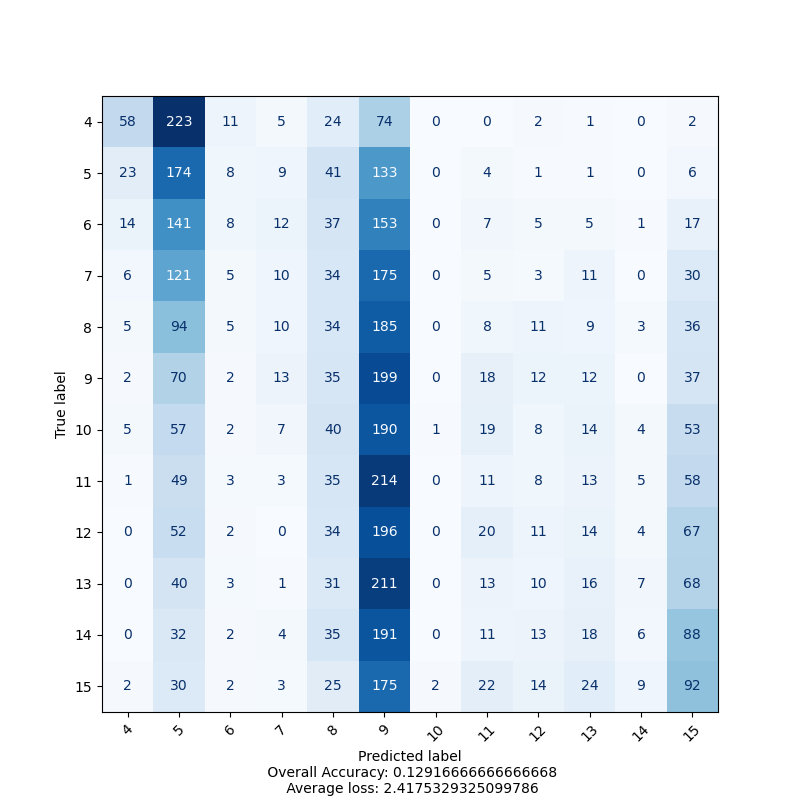 4 58 223 11 5 24 74 0 0 2 1 0 2
5 23 174 8 9 41 133 0 4 1 1 0 6
6 14 141 8 12 37 153 0 7 5 5 1 17
7 6 121 5 10 34 175 0 5 3 11 0 30
8 5 94 5 10 34 185 0 8 11 9 3 36
9 2 70 2 13 35 199 0 18 12 12 0 37
True label
10 5 57 2 7 40 190 1 19 8 14 4 53
11 1 49 3 3 35 214 0 11 8 13 5 58
12 0 52 2 0 34 196 0 20 11 14 4 67
13 0 40 3 1 31 211 0 13 10 16 7 68
14 0 32 2 4 35 191 0 11 13 18 6 88
15 2 30 2 3 25 175 2 22 14 24 9 92
4 5 6 7 8 9 10 11 12 13 14 15
Predicted label
Overall Accuracy: 0.12916666666666668
Average loss: 2.4175329325099786